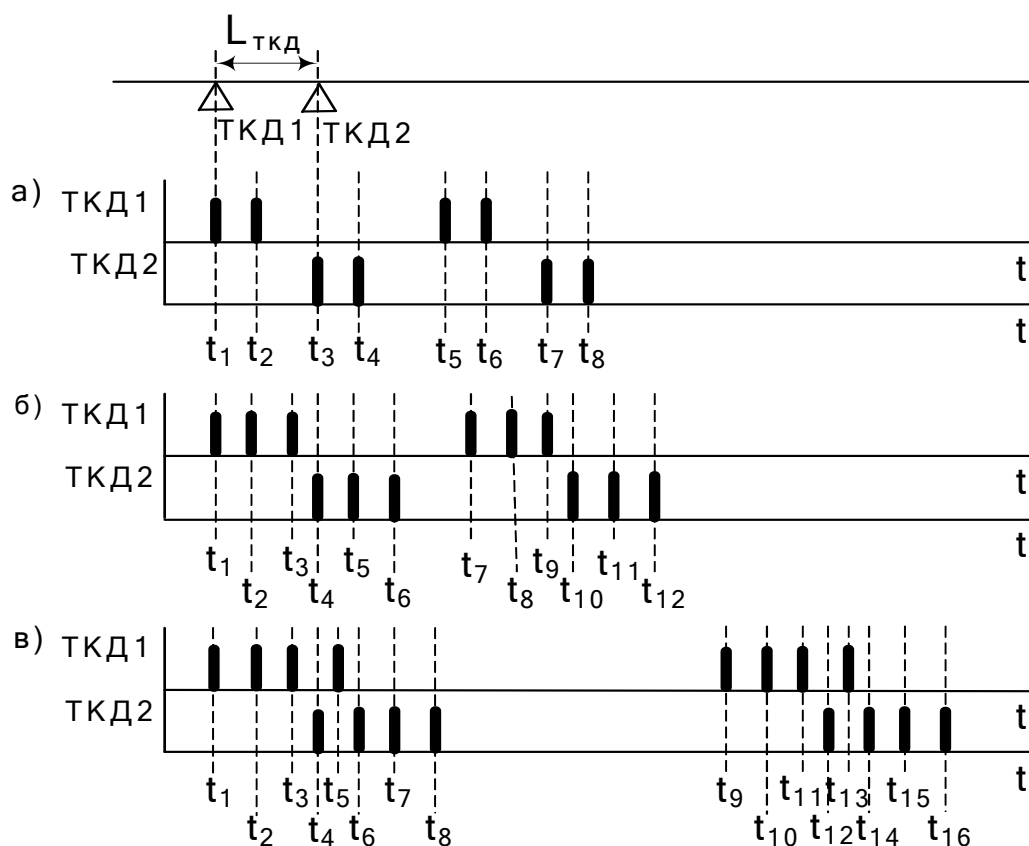 Lткд
ТКД1 ТКД2
а) ТКД1
ТКД2 t
t
t1 t2 t3 t4 t5 t6 t7 t8
б) ТКД1
ТКД2 t
t
t1 t3 t5 t7 t9 t11
t2 t4 t6 t8 t10 t12
в) ТКД1
ТКД2 t
t
t1 t3 t5 t7 t9 t11 t13 t15
t2 t4 t6 t8 t10 t12 t14 t16